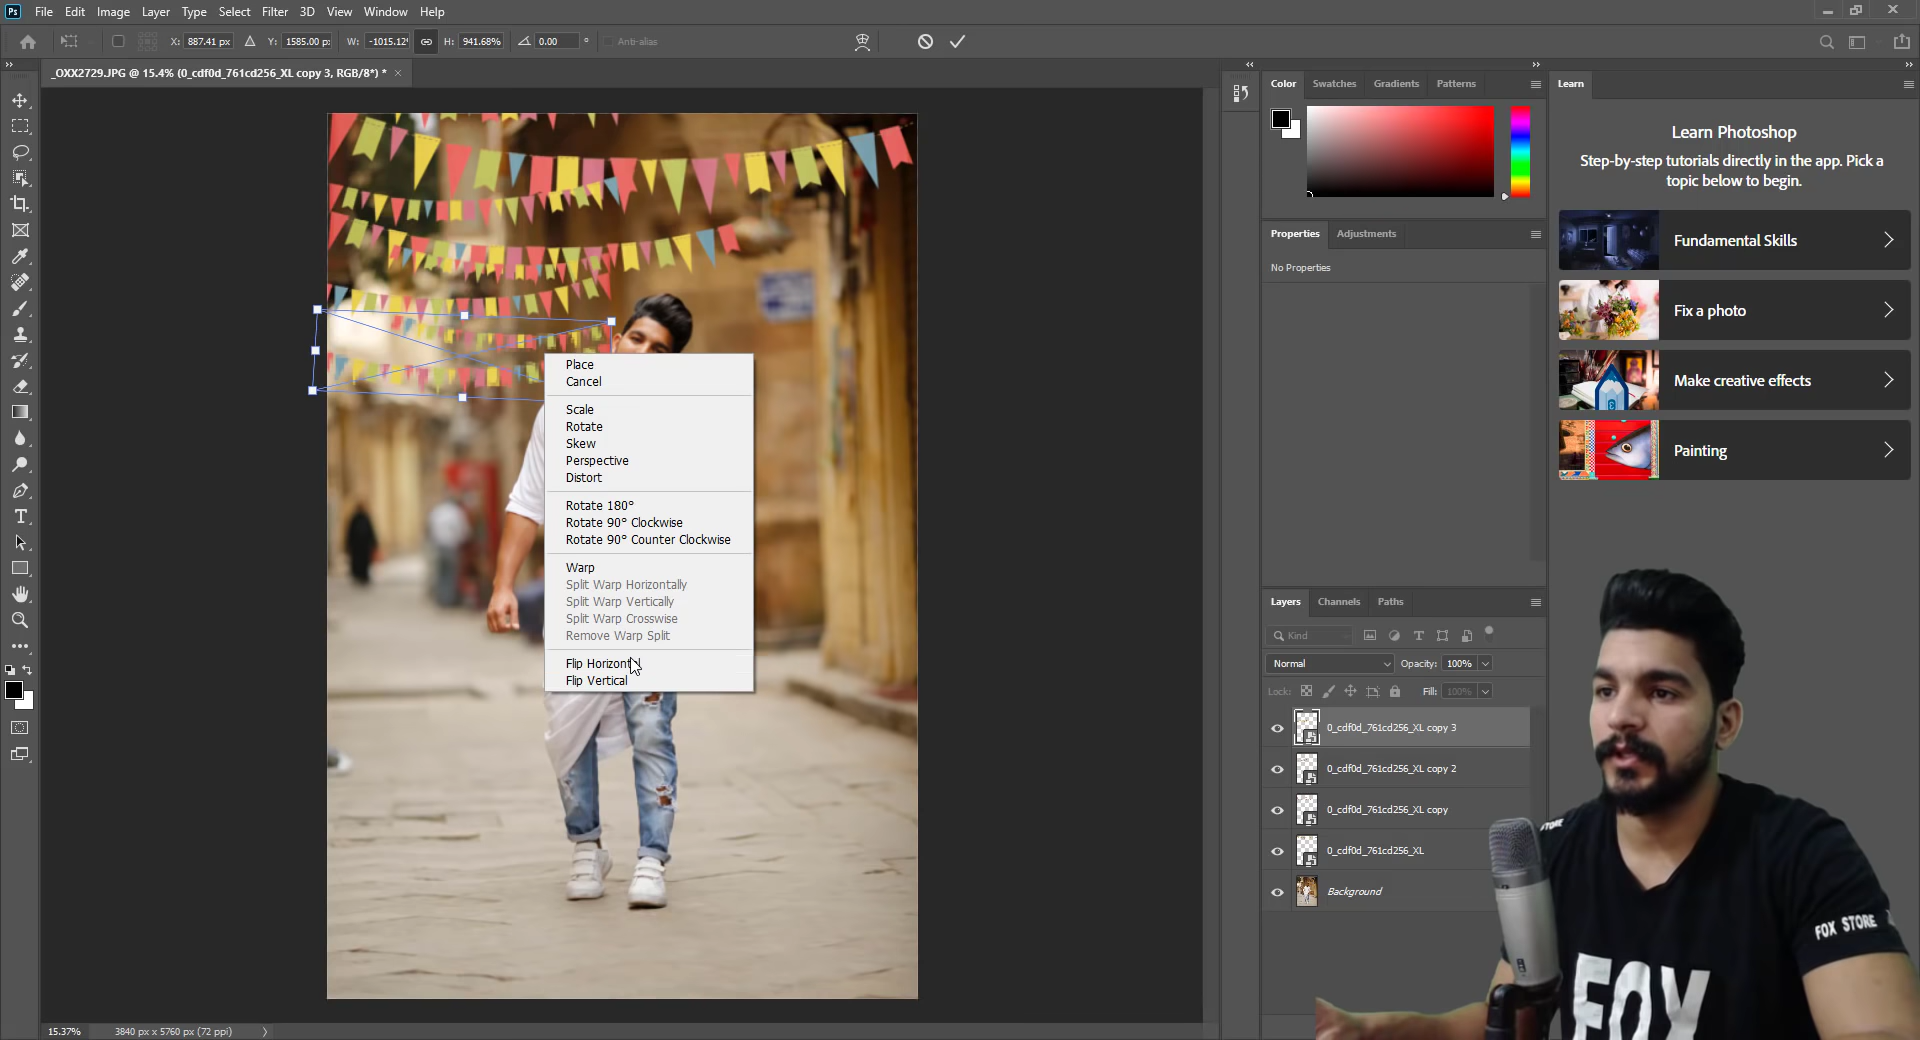 Ps File Edit Image Layer Type Select Filter 3D View Window Help
X: 887.41 px Y: 1585.00 p: W: -1015.12 H: 941.68% 0.00 ° Anti-alias
_OXX2729.JPG @ 15.4% (0_cdf0d_761cd256_XL copy 3, RGB/8*) * ×
Color Swatches Gradients Patterns
Learn
Learn Photoshop
Step-by-step tutorials directly in the app. Pick a
topic below to begin.
Fundamental Skills
Fix a photo
Make creative effects
Painting
Properties Adjustments
No Properties
Place
Cancel
Scale
Rotate
Skew
Perspective
Distort
Rotate 180°
Rotate 90° Clockwise
Rotate 90° Counter Clockwise
Warp
Split Warp Horizontally
Split Warp Vertically
Split Warp Crosswise
Remove Warp Split
Flip Horizontal
Flip Vertical
Layers Channels Paths
Kind
Normal Opacity: 100%
Lock: Fill: 100%
0_cdf0d_761cd256_XL copy 3
0_cdf0d_761cd256_XL copy 2
0_cdf0d_761cd256_XL copy
0_cdf0d_761cd256_XL
Background
STORE
FOX STORE
FOX
15.37% 3840 px x 5760 px (72 ppi)